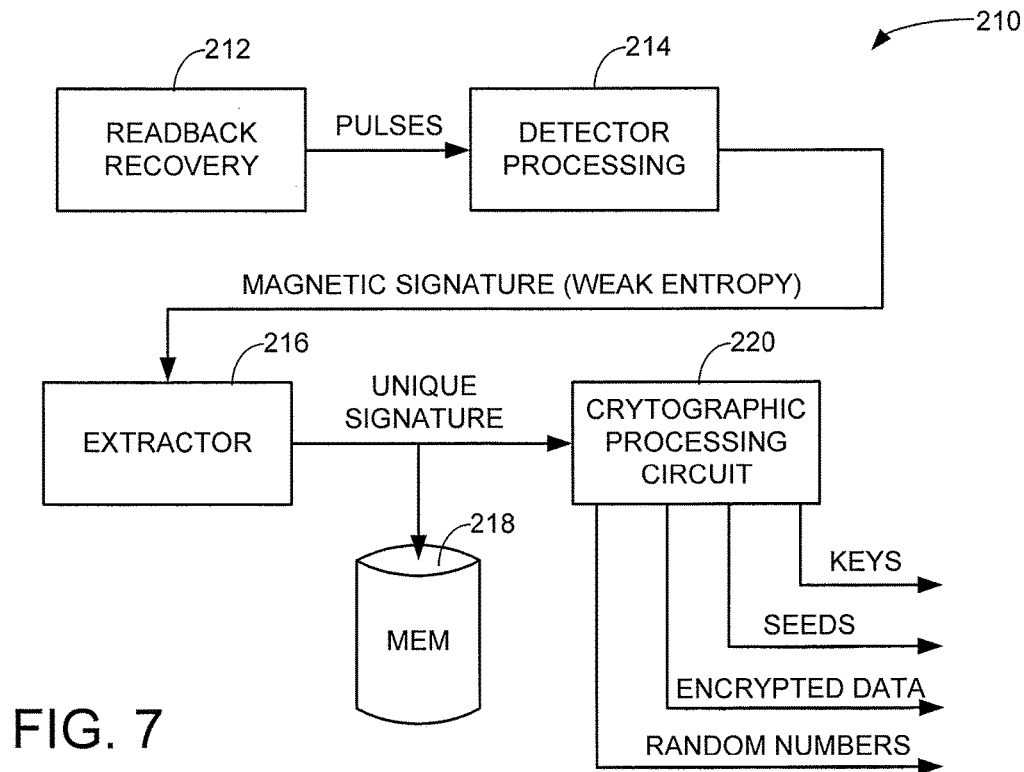 210
212
214
READBACK
RECOVERY
PULSES
DETECTOR
PROCESSING
MAGNETIC SIGNATURE (WEAK ENTROPY)
216
220
EXTRACTOR
UNIQUE
SIGNATURE
CRYTOGRAPHIC
PROCESSING
CIRCUIT
218
MEM
KEYS
SEEDS
ENCRYPTED DATA
RANDOM NUMBERS
FIG. 7